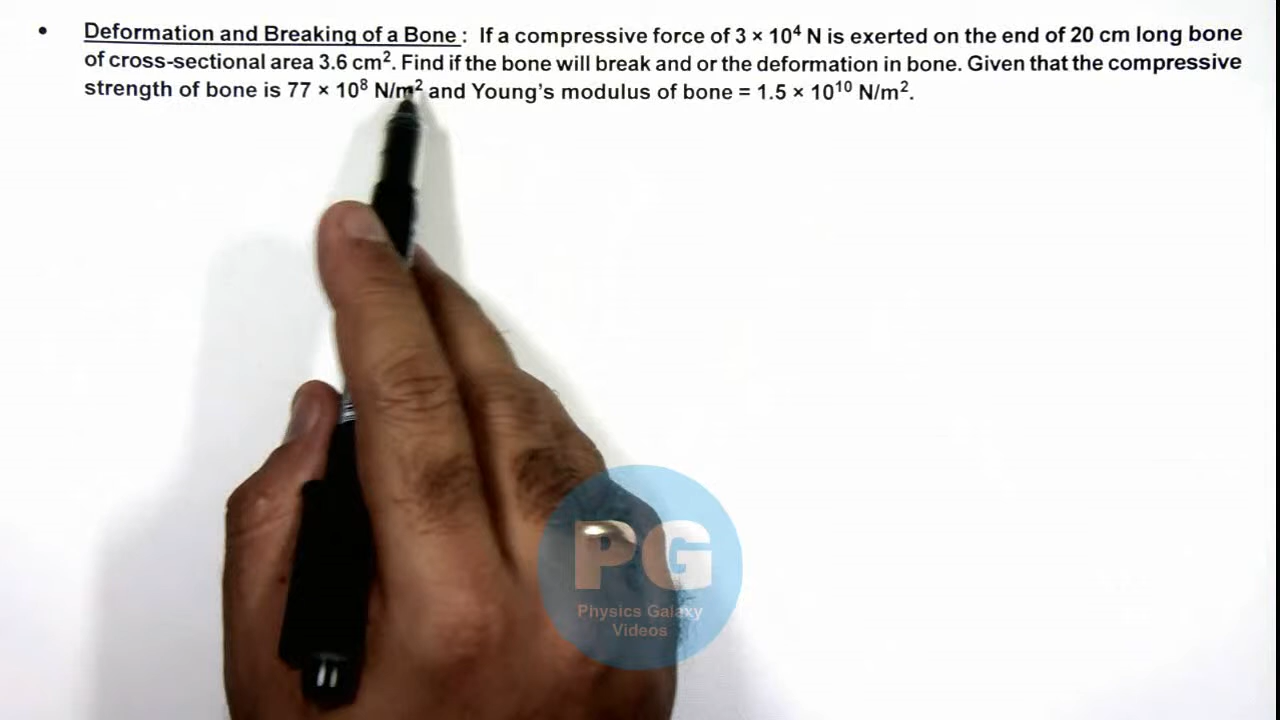 • Deformation and Breaking of a Bone : If a compressive force of 3 × 10⁴ N is exerted on the end of 20 cm long bone
of cross-sectional area 3.6 cm². Find if the bone will break and or the deformation in bone. Given that the compressive
strength of bone is 77 × 10⁸ N/m² and Young's modulus of bone = 1.5 × 10¹⁰ N/m².
PG
Physics Galaxy
Videos